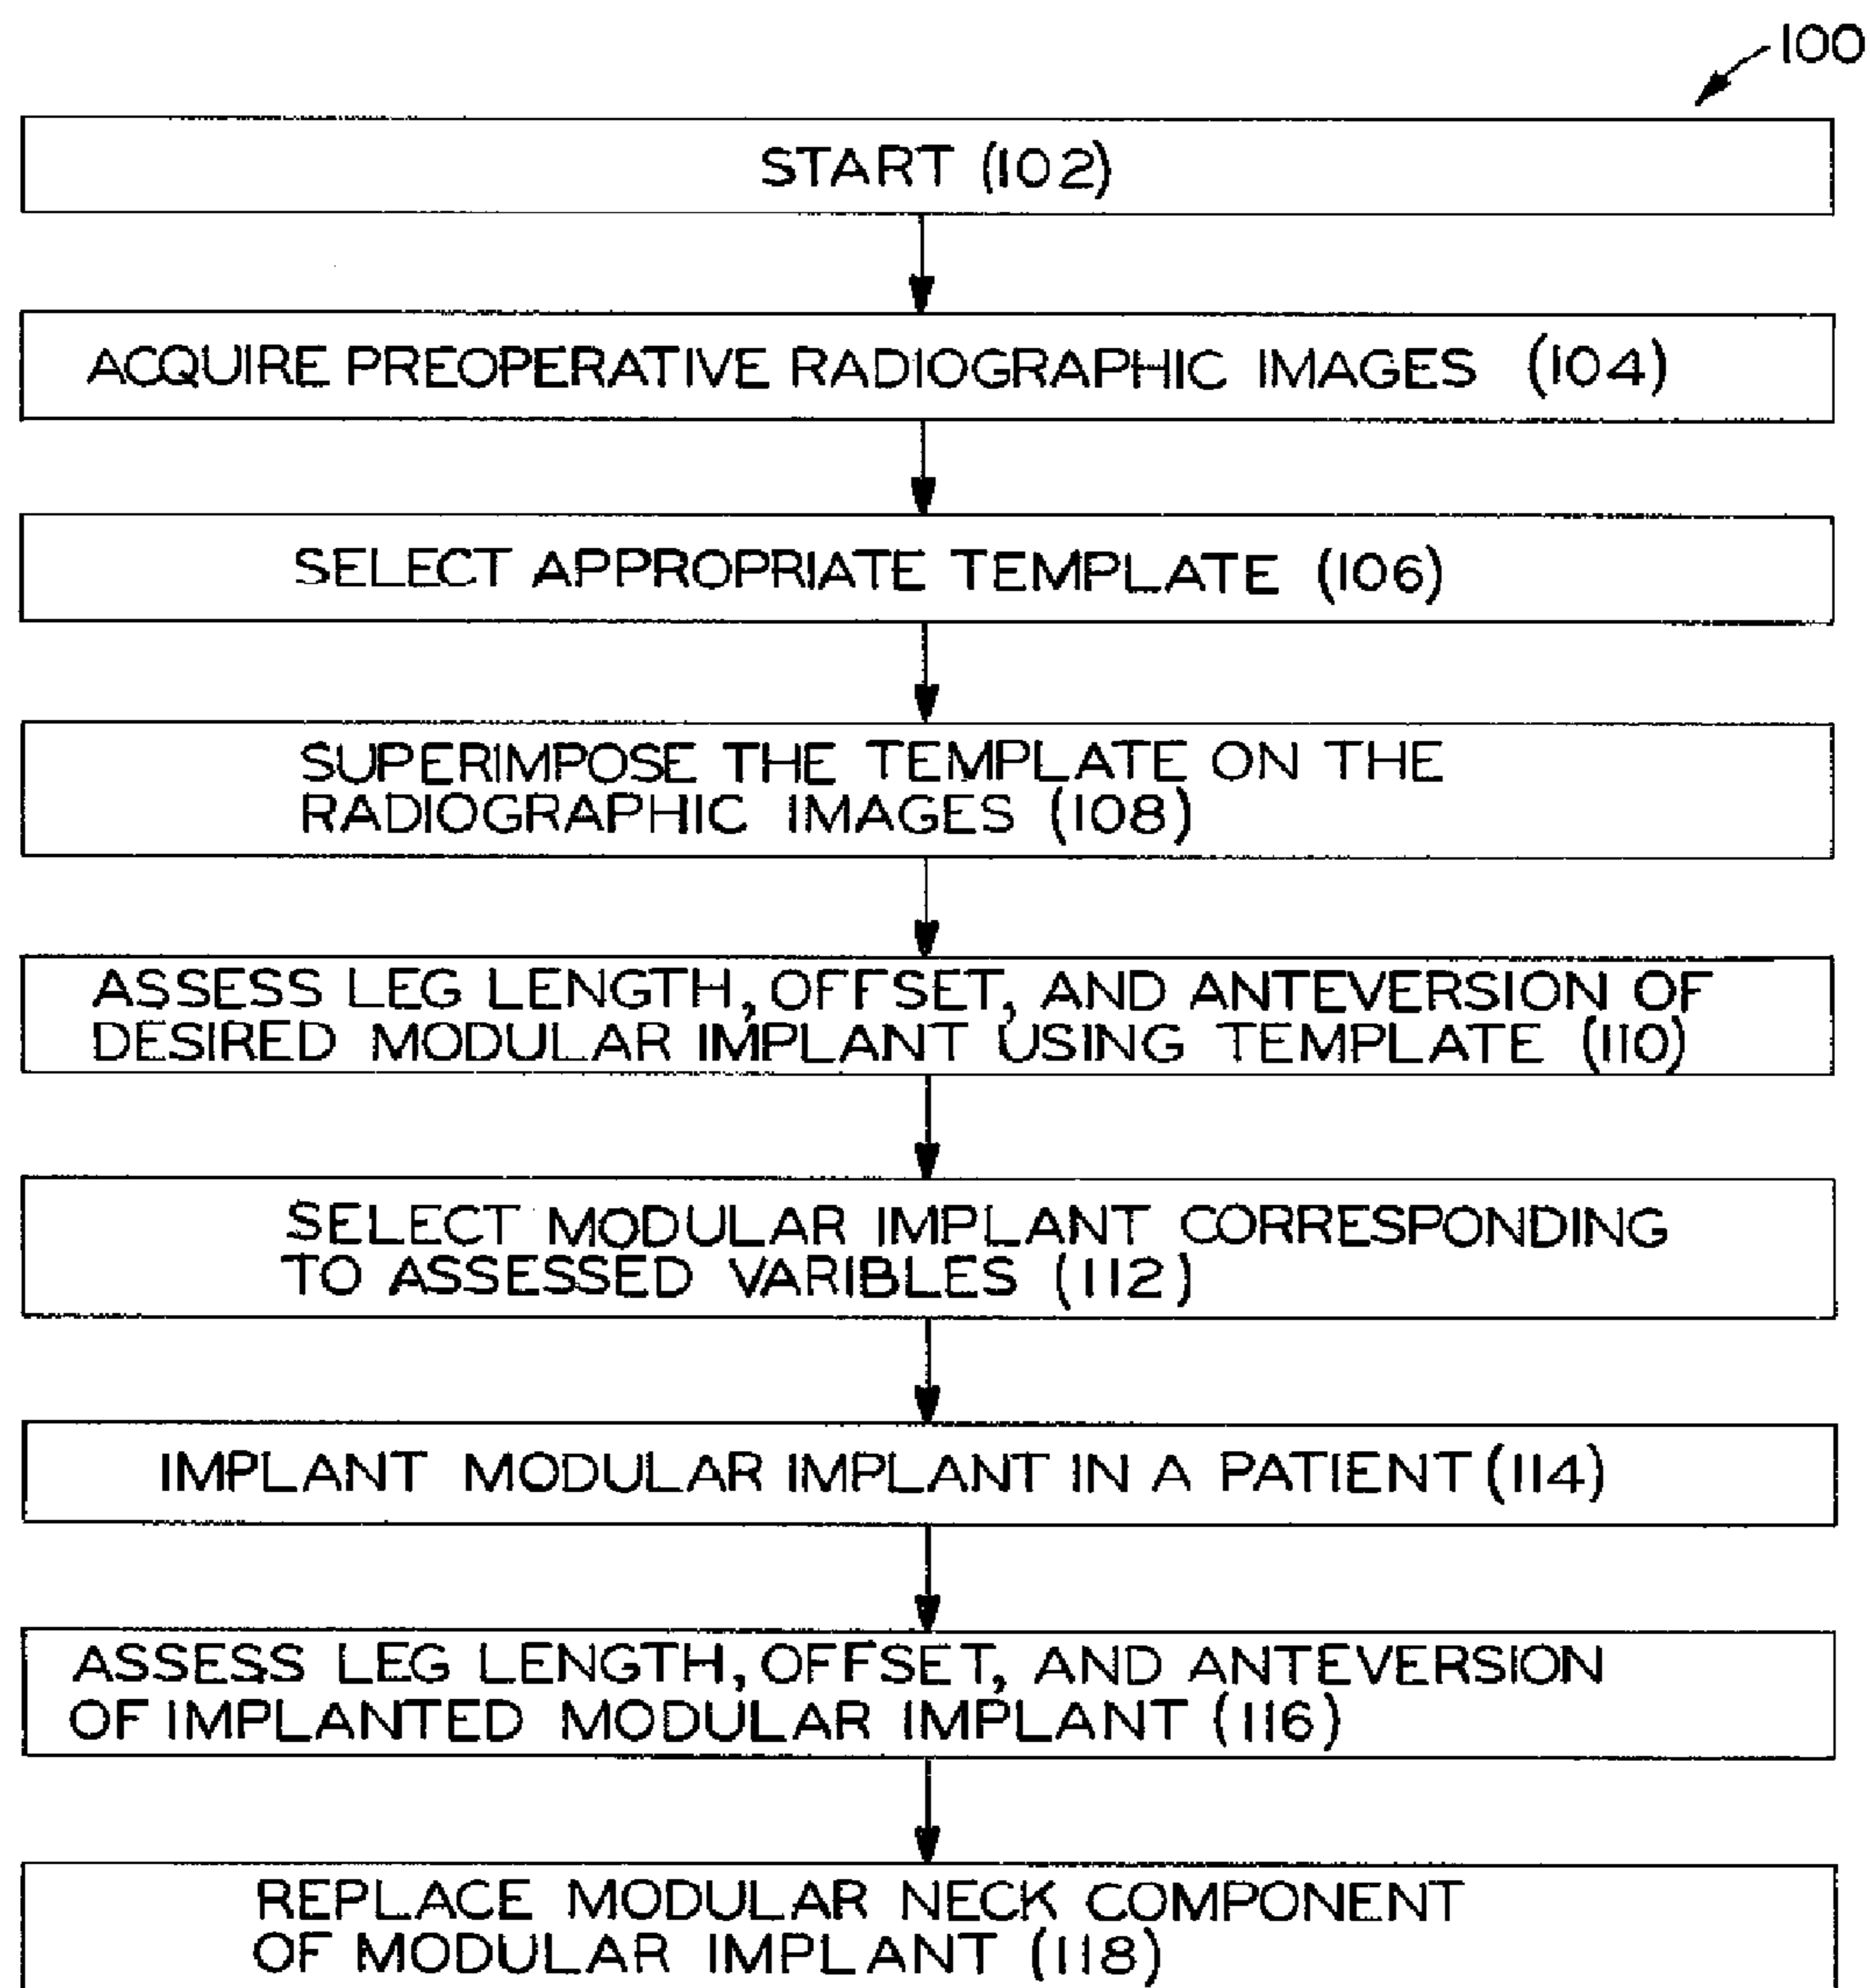 100
START (102)
ACQUIRE PREOPERATIVE RADIOGRAPHIC IMAGES (104)
SELECT APPROPRIATE TEMPLATE (106)
SUPERIMPOSE THE TEMPLATE ON THE
RADIOGRAPHIC IMAGES (108)
ASSESS LEG LENGTH, OFFSET, AND ANTEVERSION OF
DESIRED MODULAR IMPLANT USING TEMPLATE (110)
SELECT MODULAR IMPLANT CORRESPONDING
TO ASSESSED VARIBLES (112)
IMPLANT MODULAR IMPLANT IN A PATIENT (114)
ASSESS LEG LENGTH, OFFSET, AND ANTEVERSION
OF IMPLANTED MODULAR IMPLANT (116)
REPLACE MODULAR NECK COMPONENT
OF MODULAR IMPLANT (118)